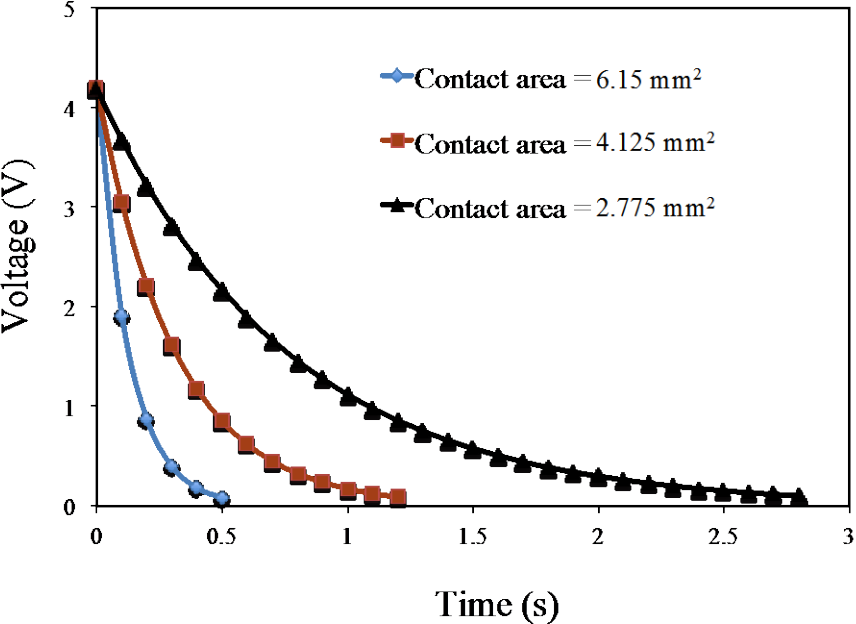 5
4
3
2
1
0
Voltage (V)
Contact area = 6.15 mm²
Contact area = 4.125 mm²
Contact area = 2.775 mm²
0 0.5 1 1.5 2 2.5 3
Time (s)